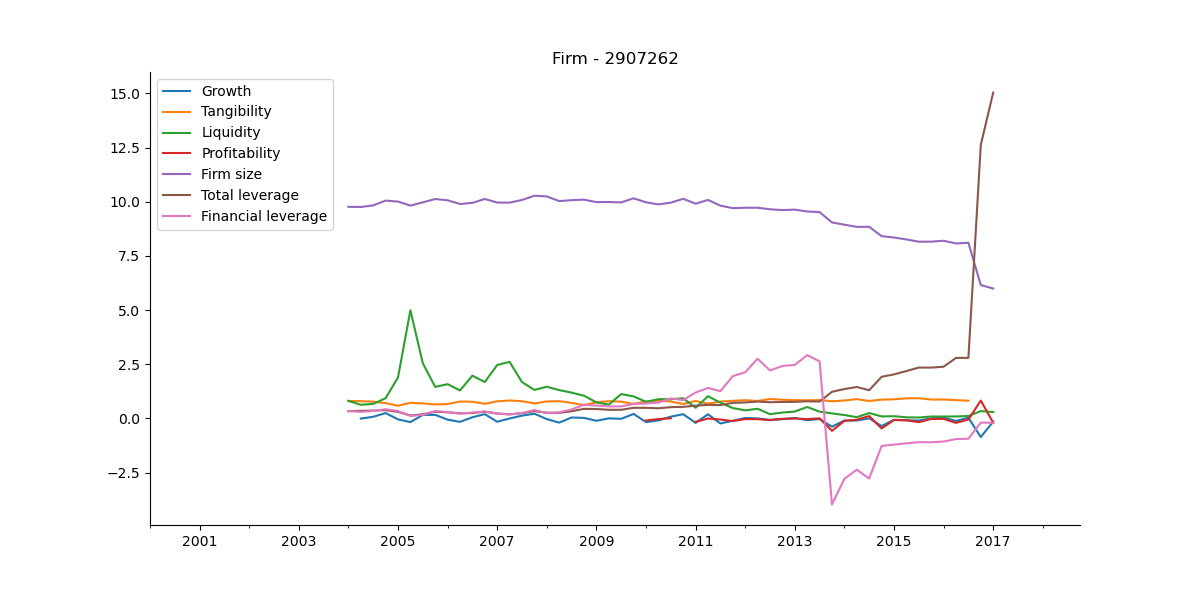 Firm - 2907262
15.0
12.5
10.0
7.5
5.0
2.5
0.0
−2.5
Growth
Tangibility
Liquidity
Profitability
Firm size
Total leverage
Financial leverage
2001 2003 2005 2007 2009 2011 2013 2015 2017